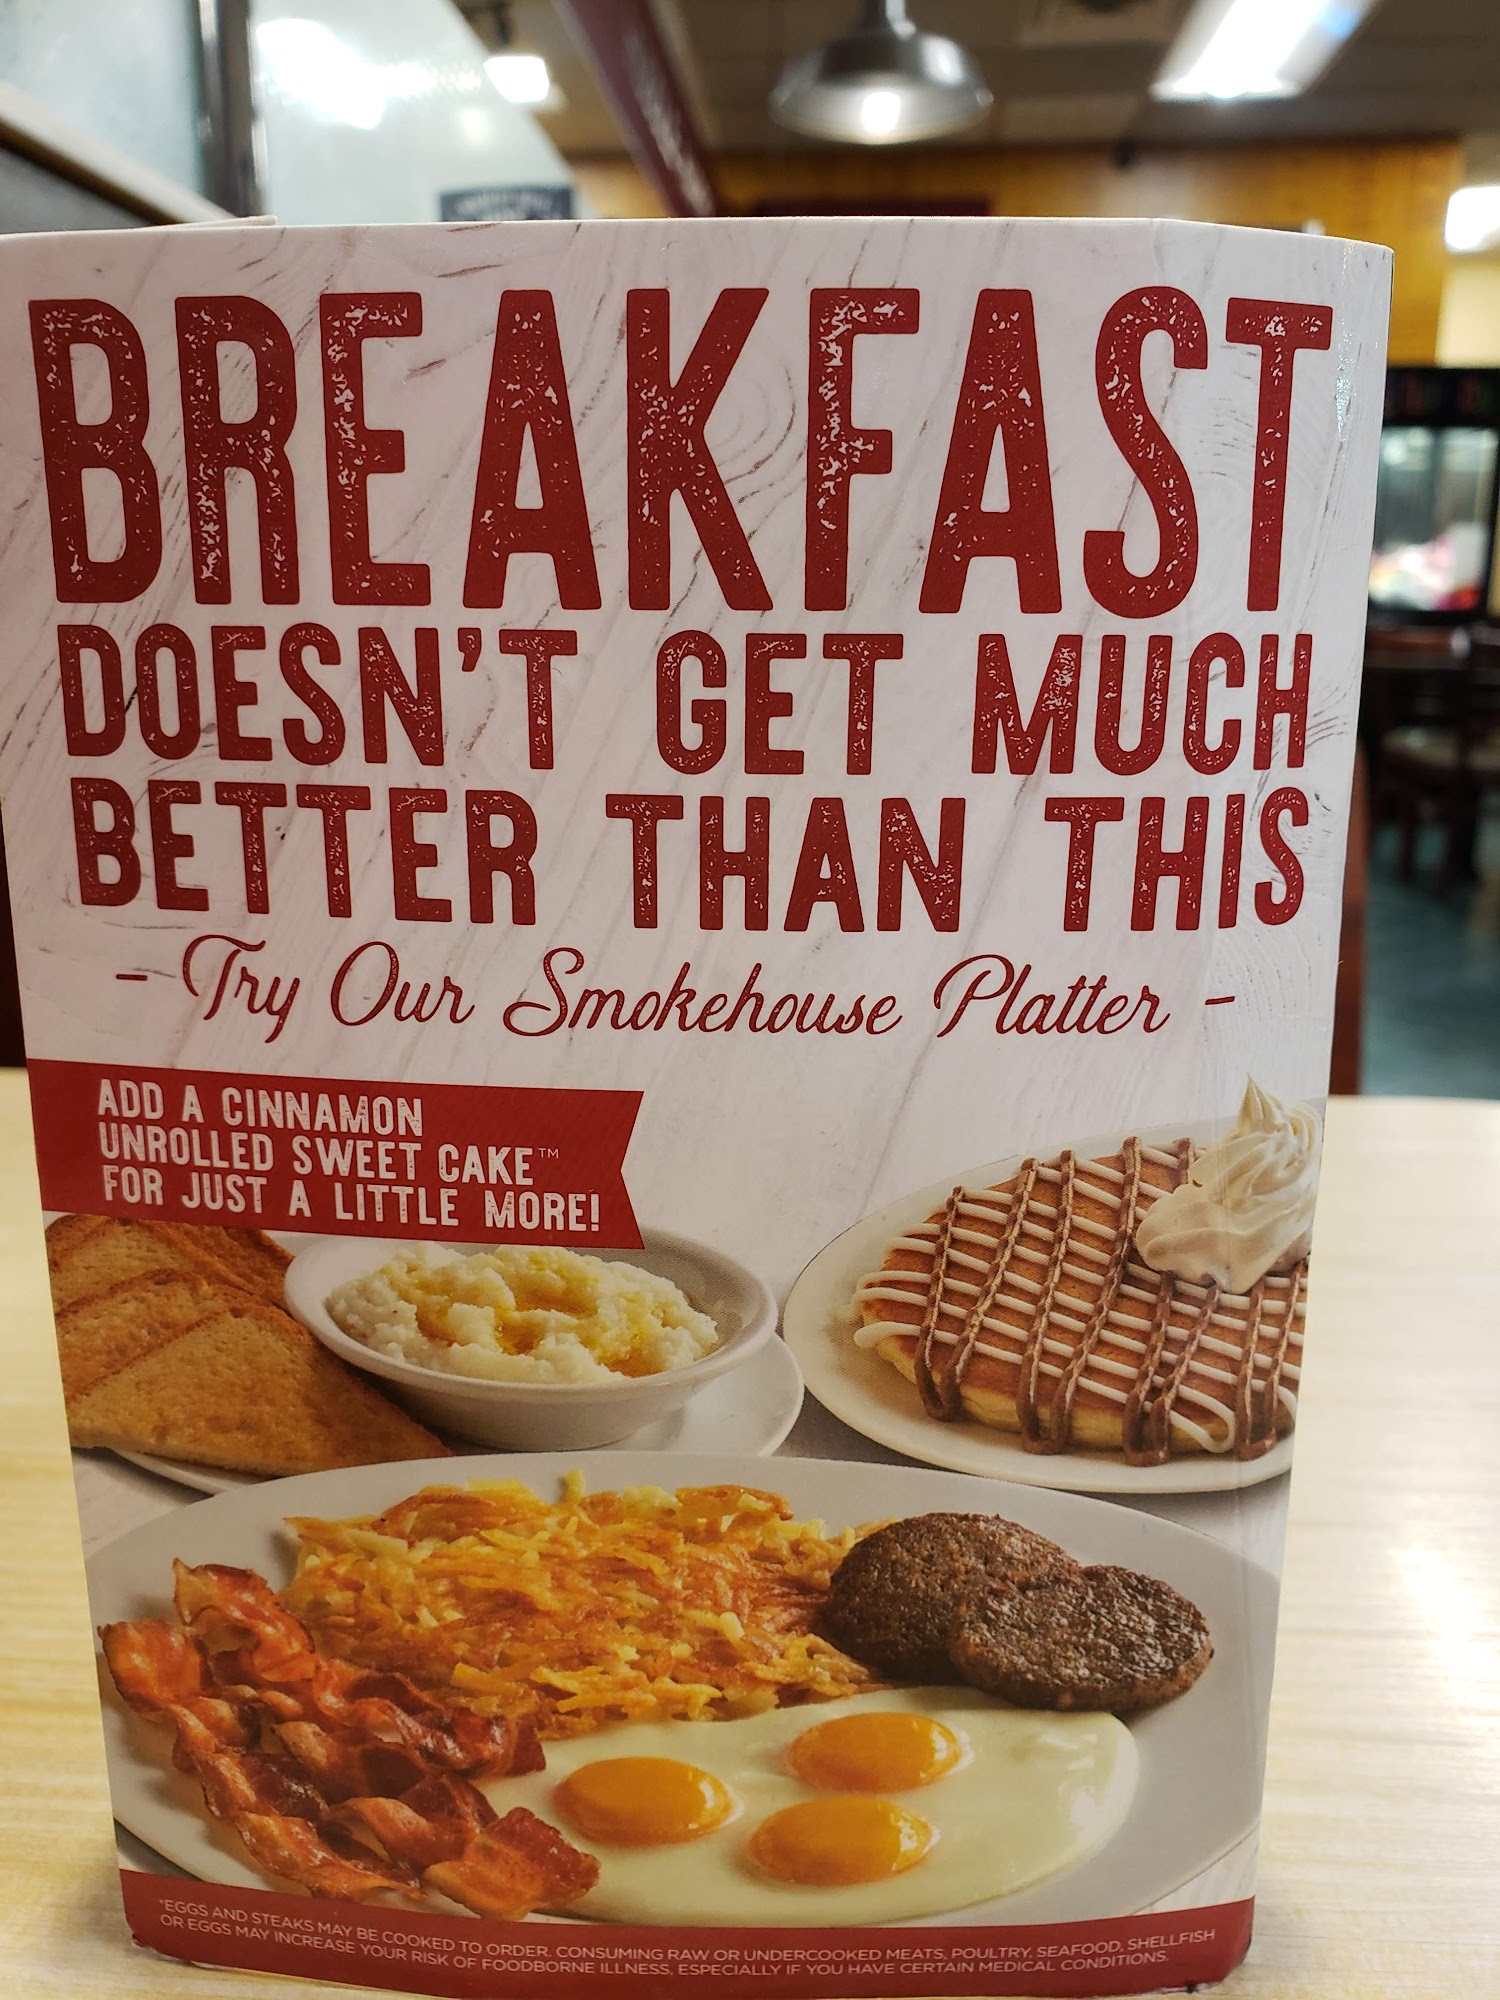 BREAKFAST
DOESN'T GET MUCH
BETTER THAN THIS
- Try Our Smokehouse Platter -
ADD A CINNAMON
UNROLLED SWEET CAKE™
FOR JUST A LITTLE MORE!
*EGGS AND STEAKS MAY BE COOKED TO ORDER. CONSUMING RAW OR UNDERCOOKED MEATS, POULTRY, SEAFOOD, SHELLFISH
OR EGGS MAY INCREASE YOUR RISK OF FOODBORNE ILLNESS, ESPECIALLY IF YOU HAVE CERTAIN MEDICAL CONDITIONS.